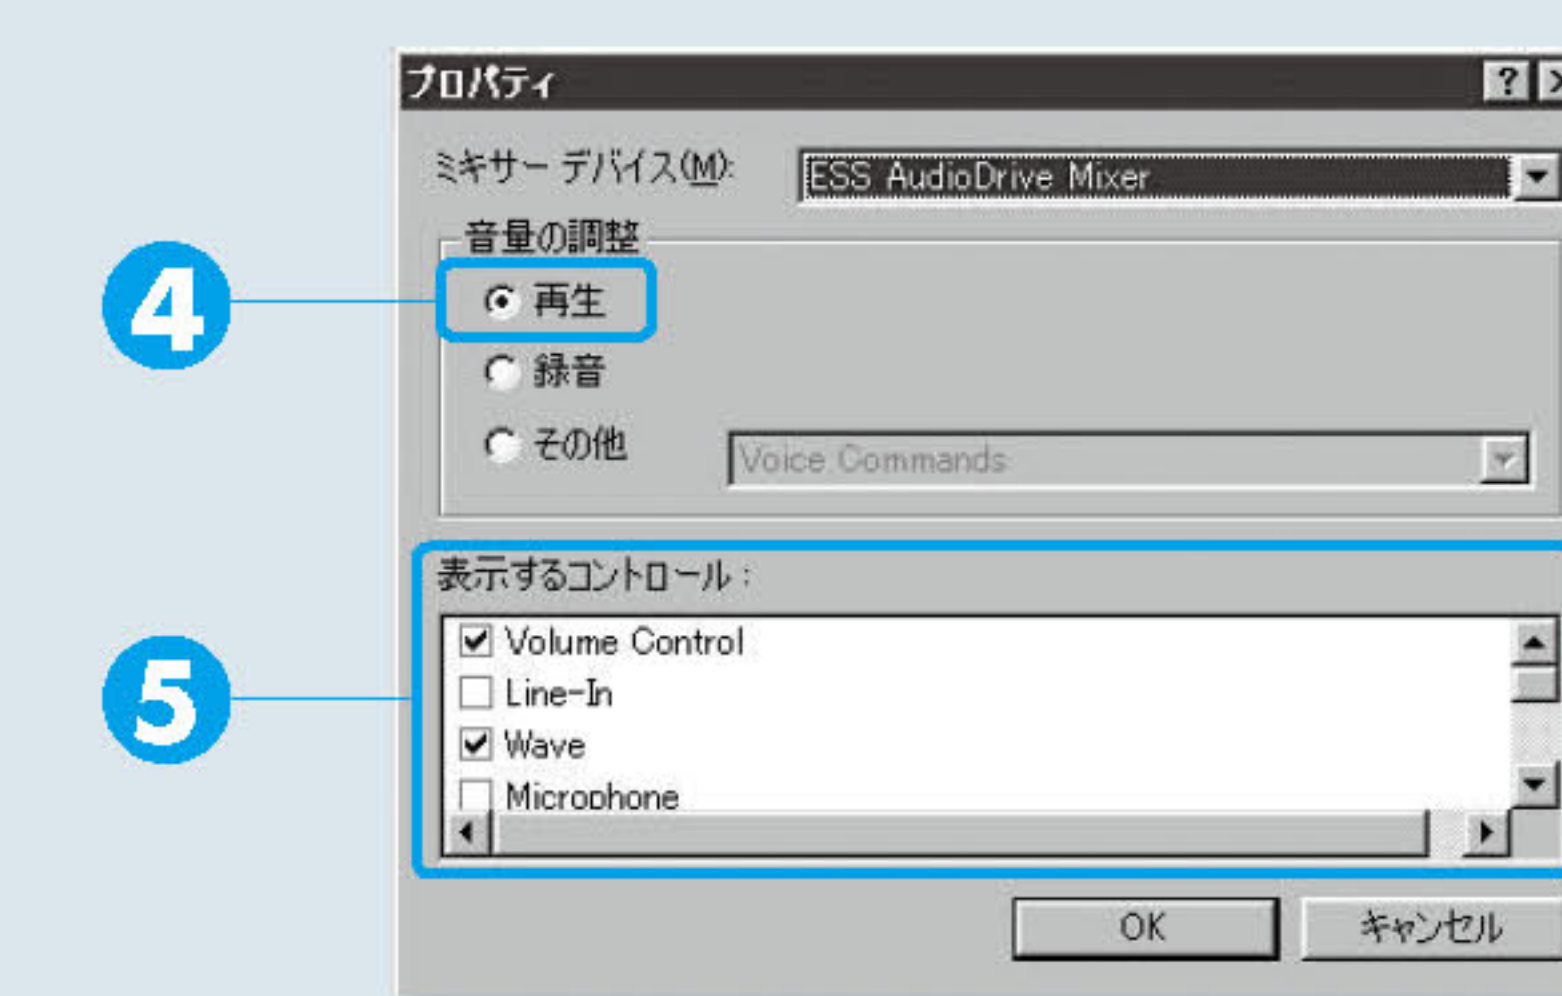 プロパティ
ミキサー デバイス(M):
ESS AudioDrive Mixer
音量の調整
4
再生
録音
その他
Voice Commands
5
表示するコントロール:
Volume Control
Line-In
Wave
Microphone
OK
キャンセル